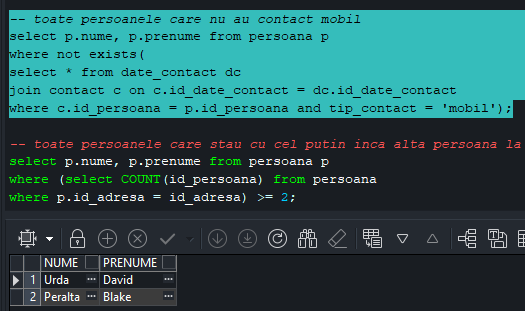 -- toate persoanele care nu au contact mobil
select p.nume, p.prenume from persoana p
where not exists(
select * from date_contact dc
join contact c on c.id_date_contact = dc.id_date_contact
where c.id_persoana = p.id_persoana and tip_contact = 'mobil');
-- toate persoanele care stau cu cel putin inca alta persoana la
select p.nume, p.prenume from persoana p
where (select COUNT(id_persoana) from persoana
where p.id_adresa = id_adresa) >= 2;
NUME PRENUME
1 Urda David
2 Peralta Blake